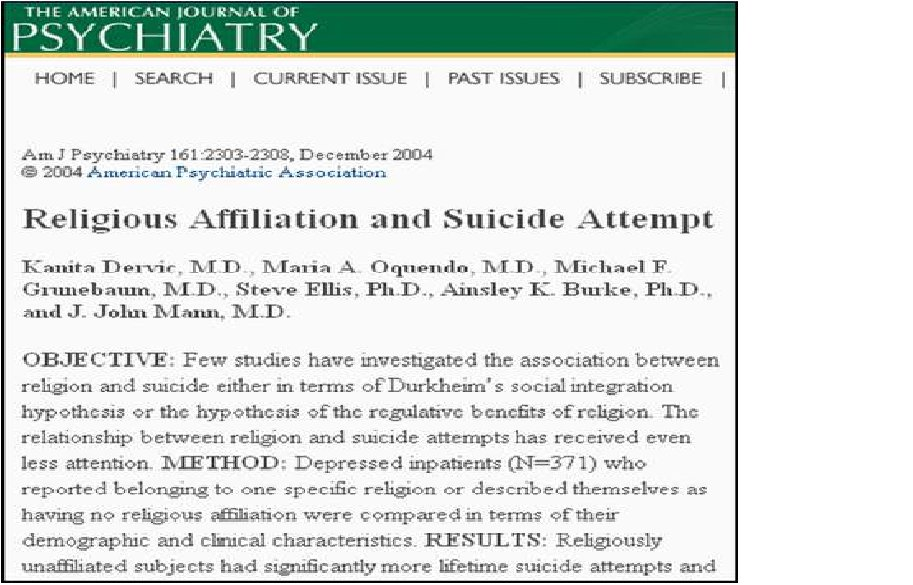 THE AMERICAN JOURNAL OF
PSYCHIATRY
HOME | SEARCH | CURRENT ISSUE | PAST ISSUES | SUBSCRIBE |
Am J Psychiatry 161:2303-2308, December 2004
© 2004 American Psychiatric Association
Religious Affiliation and Suicide Attempt
Kanita Dervic, M.D., Maria A. Oquendo, M.D., Michael F.
Grunebaum, M.D., Steve Ellis, Ph.D., Ainsley K. Burke, Ph.D.,
and J. John Mann, M.D.
OBJECTIVE: Few studies have investigated the association between
religion and suicide either in terms of Durkheim's social integration
hypothesis or the hypothesis of the regulative benefits of religion. The
relationship between religion and suicide attempts has received even
less attention. METHOD: Depressed inpatients (N=371) who
reported belonging to one specific religion or described themselves as
having no religious affiliation were compared in terms of their
demographic and clinical characteristics. RESULTS: Religiously
unaffiliated subjects had significantly more lifetime suicide attempts and